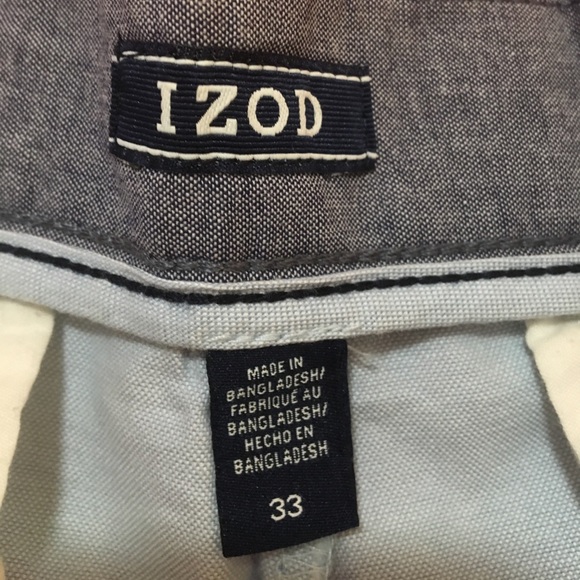 IZOD
MADE IN
BANGLADESH/
FABRIQUÉ AU
BANGLADESH/
HECHO EN
BANGLADESH
33